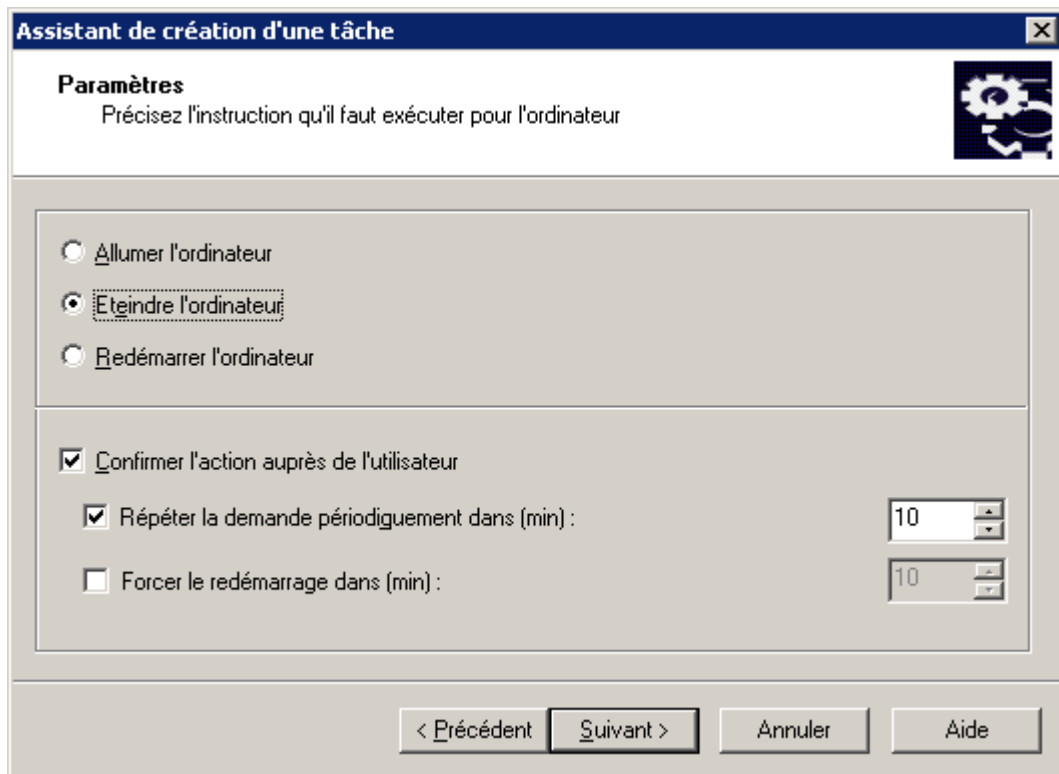 Assistant de création d'une tâche
Paramètres
Précisez l'instruction qu'il faut exécuter pour l'ordinateur
Allumer l'ordinateur
Eteindre l'ordinateur
Redémarrer l'ordinateur
Confirmer l'action auprès de l'utilisateur
Répéter la demande périodiguement dans (min) : 10
Forcer le redémarrage dans (min) : 10
< Précédent Suivant > Annuler Aide